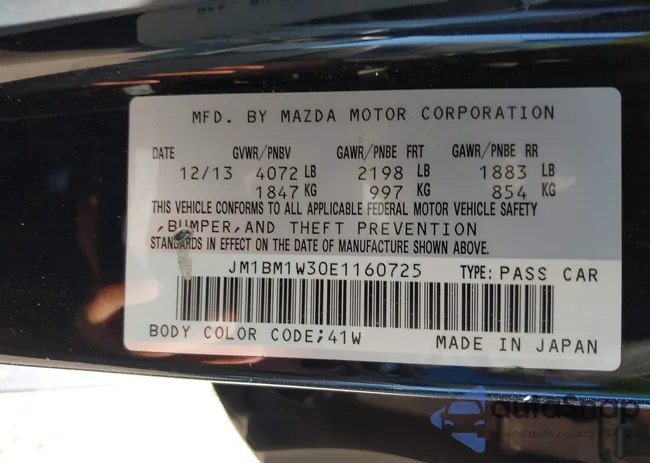 MFD. BY MAZDA MOTOR CORPORATION
DATE GVWR/PNBV GAWR/PNBE FRT GAWR/PNBE RR
12/13 4072 LB 2198 LB 1883 LB
1847 KG 997 KG 854 KG
THIS VEHICLE CONFORMS TO ALL APPLICABLE FEDERAL MOTOR VEHICLE SAFETY
,BUMPER,AND THEFT PREVENTION
STANDARDS IN EFFECT ON THE DATE OF MANUFACTURE SHOWN ABOVE.
JM1BM1W30E1160725 TYPE: PASS CAR
BODY COLOR CODE;41W MADE IN JAPAN
autaShop